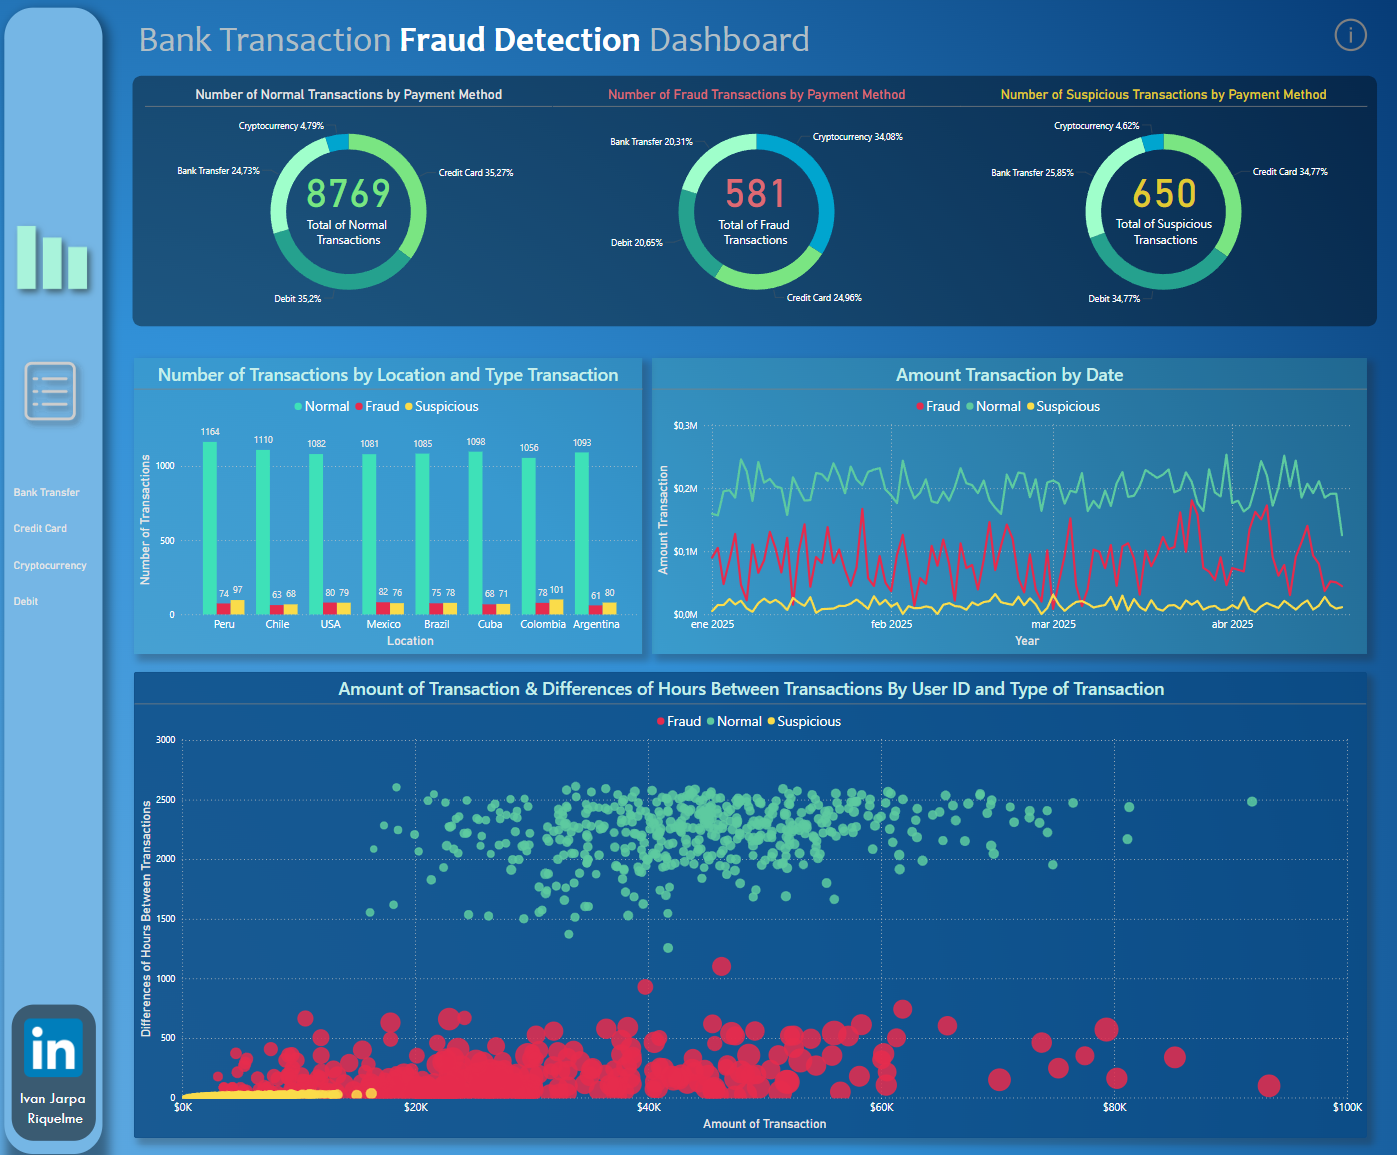 Bank Transaction Fraud Detection Dashboard
i
Number of Normal Transactions by Payment Method
Cryptocurrency 4,79%
Bank Transfer 24,73%
Credit Card 35,27%
8769
Total of Normal
Transactions
Debit 35,2%
Number of Fraud Transactions by Payment Method
Cryptocurrency 34,08%
Bank Transfer 20,31%
581
Total of Fraud
Transactions
Debit 20,65%
Credit Card 24,96%
Number of Suspicious Transactions by Payment Method
Cryptocurrency 4,62%
Bank Transfer 25,85%
Credit Card 34,77%
650
Total of Suspicious
Transactions
Debit 34,77%
Bank Transfer
Credit Card
Cryptocurrency
Debit
in
Ivan Jarpa
Riquelme
Number of Transactions by Location and Type Transaction
Normal Fraud Suspicious
Number of Transactions
1000
500
0
1164 1110 1082 1081 1085 1098 1056 1093
74 97 63 68 80 79 82 76 75 78 68 71 78 101 61 80
Peru Chile USA Mexico Brazil Cuba Colombia Argentina
Location
Amount Transaction by Date
Fraud Normal Suspicious
Amount Transaction
$0,3M
$0,2M
$0,1M
$0,0M
ene 2025 feb 2025 mar 2025 abr 2025
Year
Amount of Transaction & Differences of Hours Between Transactions By User ID and Type of Transaction
Fraud Normal Suspicious
Differences of Hours Between Transactions
3000
2500
2000
1500
1000
500
0
$0K $20K $40K $60K $80K $100K
Amount of Transaction